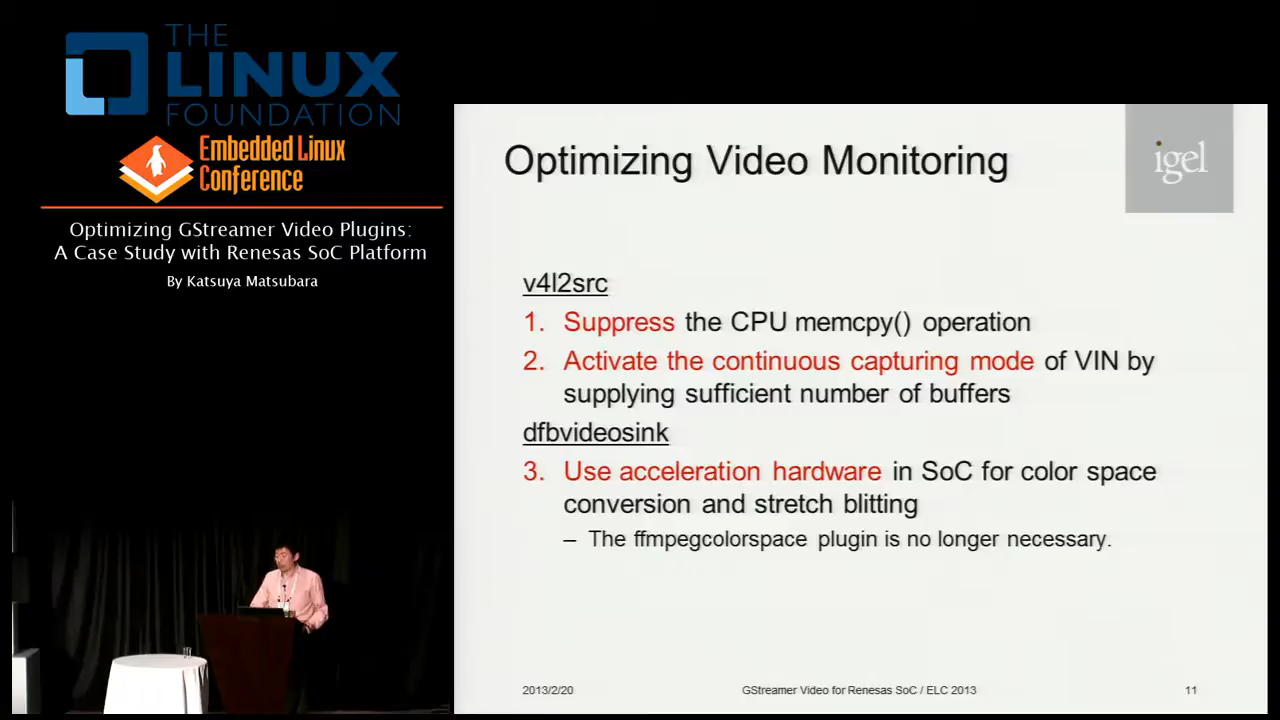 THE
LINUX
FOUNDATION
Embedded Linux
Conference
Optimizing GStreamer Video Plugins:
A Case Study with Renesas SoC Platform
By Katsuya Matsubara
Optimizing Video Monitoring
igel
v4l2src
1. Suppress the CPU memcpy() operation
2. Activate the continuous capturing mode of VIN by
supplying sufficient number of buffers
dfbvideosink
3. Use acceleration hardware in SoC for color space
conversion and stretch blitting
– The ffmpegcolorspace plugin is no longer necessary.
2013/2/20
GStreamer Video for Renesas SoC / ELC 2013
11